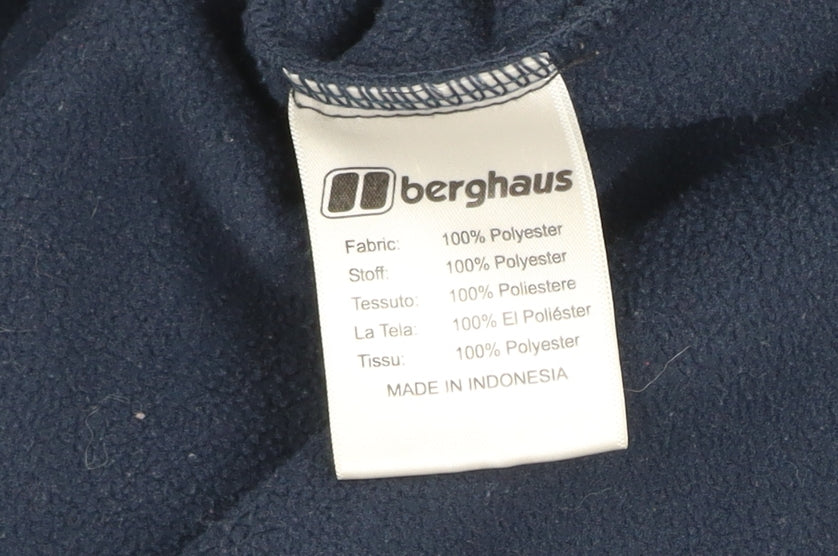 berghaus
Fabric: 100% Polyester
Stoff: 100% Polyester
Tessuto: 100% Poliestere
La Tela: 100% El Poliéster
Tissu: 100% Polyester
MADE IN INDONESIA